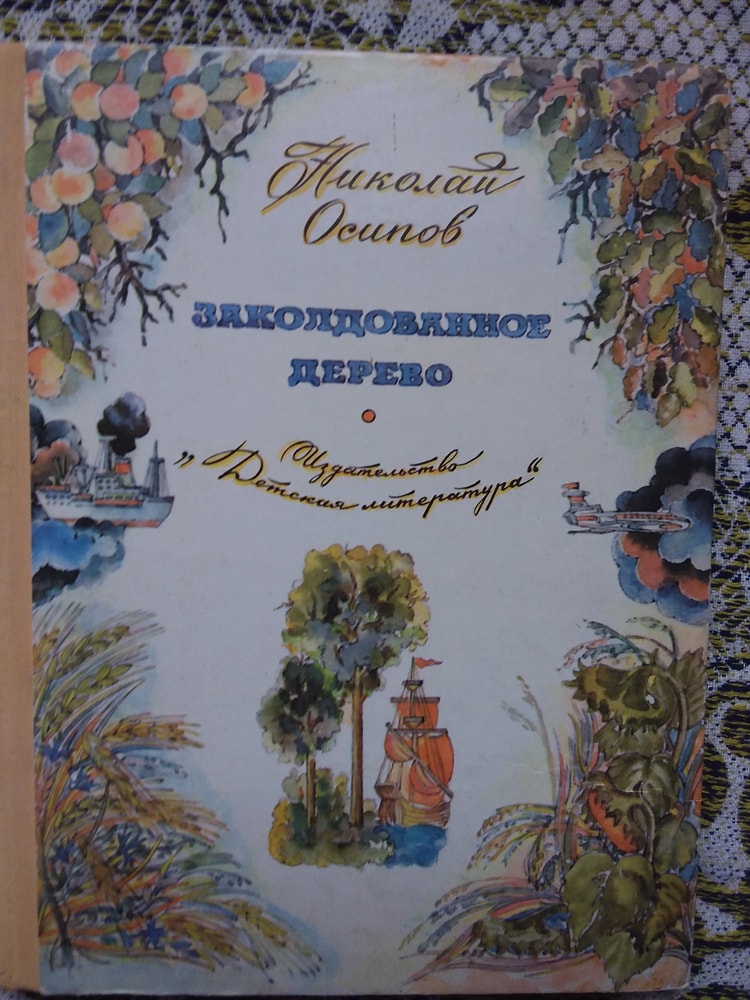 Николай
Осипов
ЗАКОЛДОВАННОЕ
ДЕРЕВО
„Издательство
Детская литература“